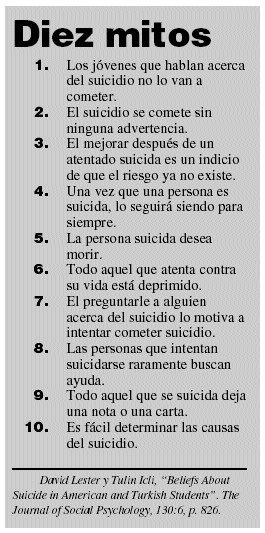 Diez mitos
1. Los jóvenes que hablan acerca
del suicidio no lo van a
cometer.
2. El suicidio se comete sin
ninguna advertencia.
3. El mejorar después de un
atentado suicida es un indicio
de que el riesgo ya no existe.
4. Una vez que una persona es
suicida, lo seguirá siendo para
siempre.
5. La persona suicida desea
morir.
6. Todo aquel que atenta contra
su vida está deprimido.
7. El preguntarle a alguien
acerca del suicidio lo motiva a
intentar cometer suicidio.
8. Las personas que intentan
suicidarse raramente buscan
ayuda.
9. Todo aquel que se suicida deja
una nota o una carta.
10. Es fácil determinar las causas
del suicidio.
David Lester y Tulin Icli, “Beliefs About
Suicide in American and Turkish Students”. The
Journal of Social Psychology, 130:6, p. 826.